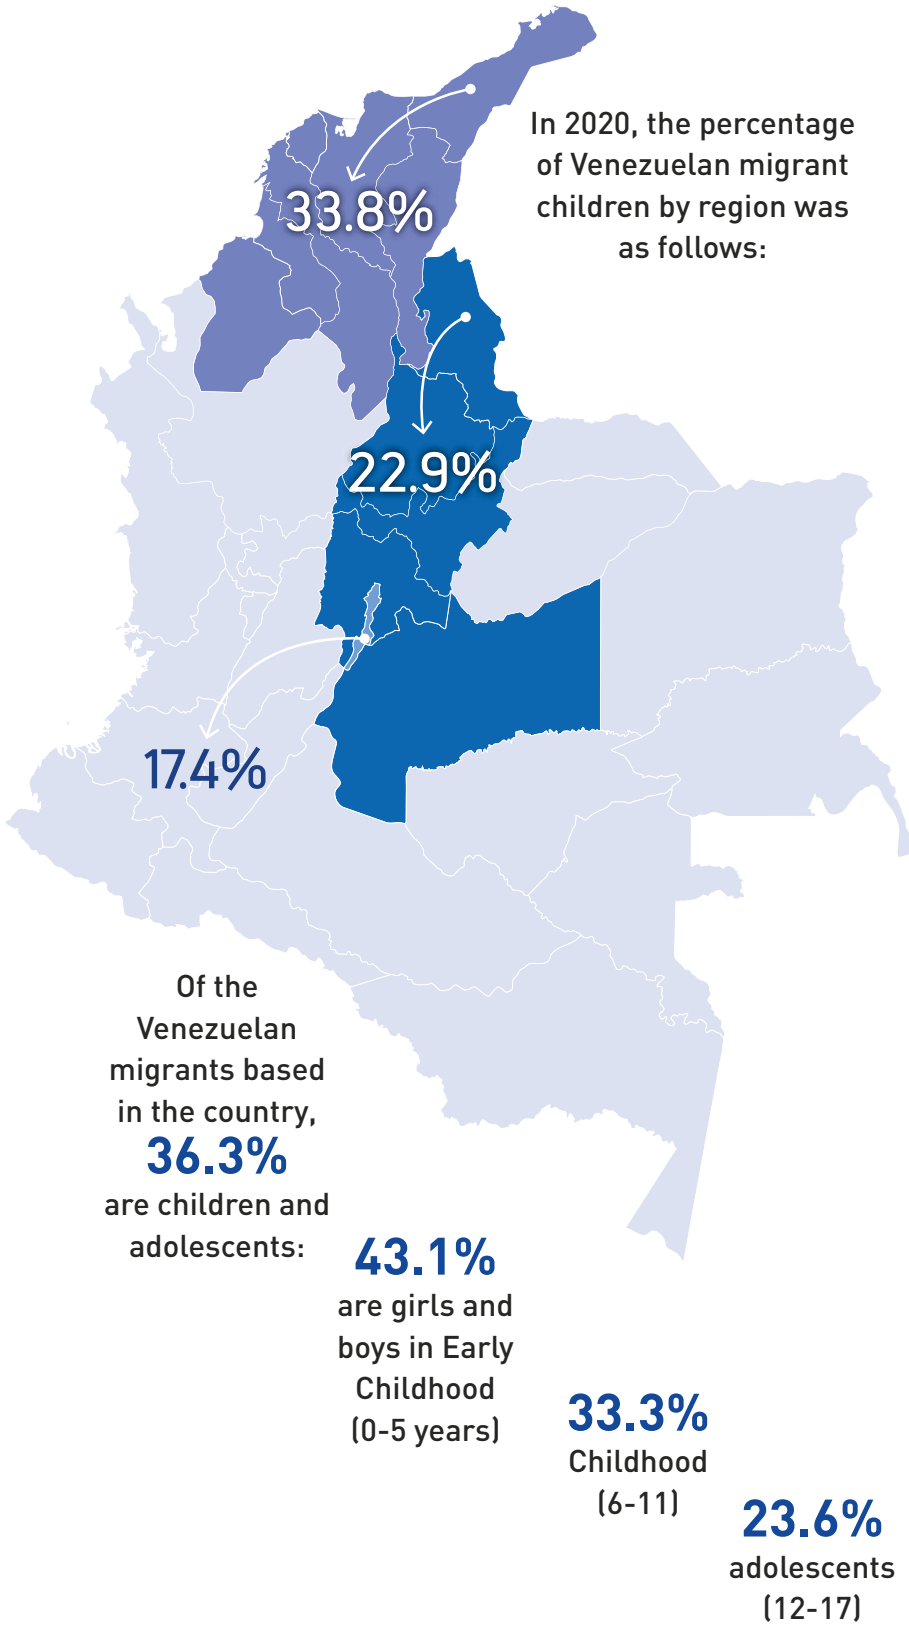 In 2020, the percentage
of Venezuelan migrant
children by region was
as follows:
33.8%
22.9%
17.4%
Of the
Venezuelan
migrants based
in the country,
36.3%
are children and
adolescents:
43.1%
are girls and
boys in Early
Childhood
(0-5 years)
33.3%
Childhood
(6-11)
23.6%
adolescents
(12-17)